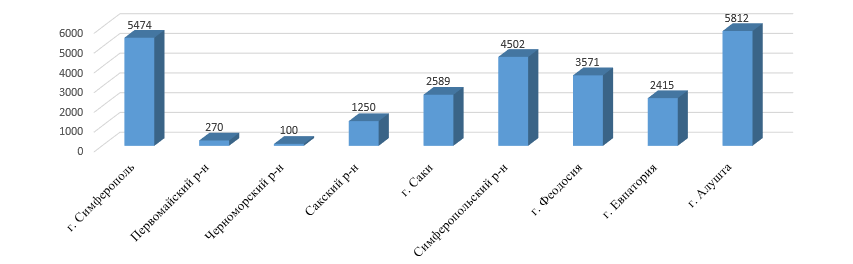 5812
5474
4502
3571
2589
2415
1250
270
100
6000
5000
4000
3000
2000
1000
0
г. Симферополь
Первомайский р-н
Черноморский р-н
Сакский р-н
г. Саки
Симферопольский р-н
г. Феодосия
г. Евпатория
г. Алушта